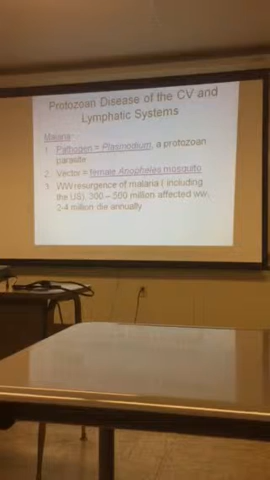 Protozoan Disease of the CV and
Lymphatic Systems
Malaria
1. Pathogen = Plasmodium, a protozoan
parasite
2. Vector = female Anopheles mosquito
3. WW resurgence of malaria ( including
the US), 300 – 500 million affected ww,
2-4 million die annually